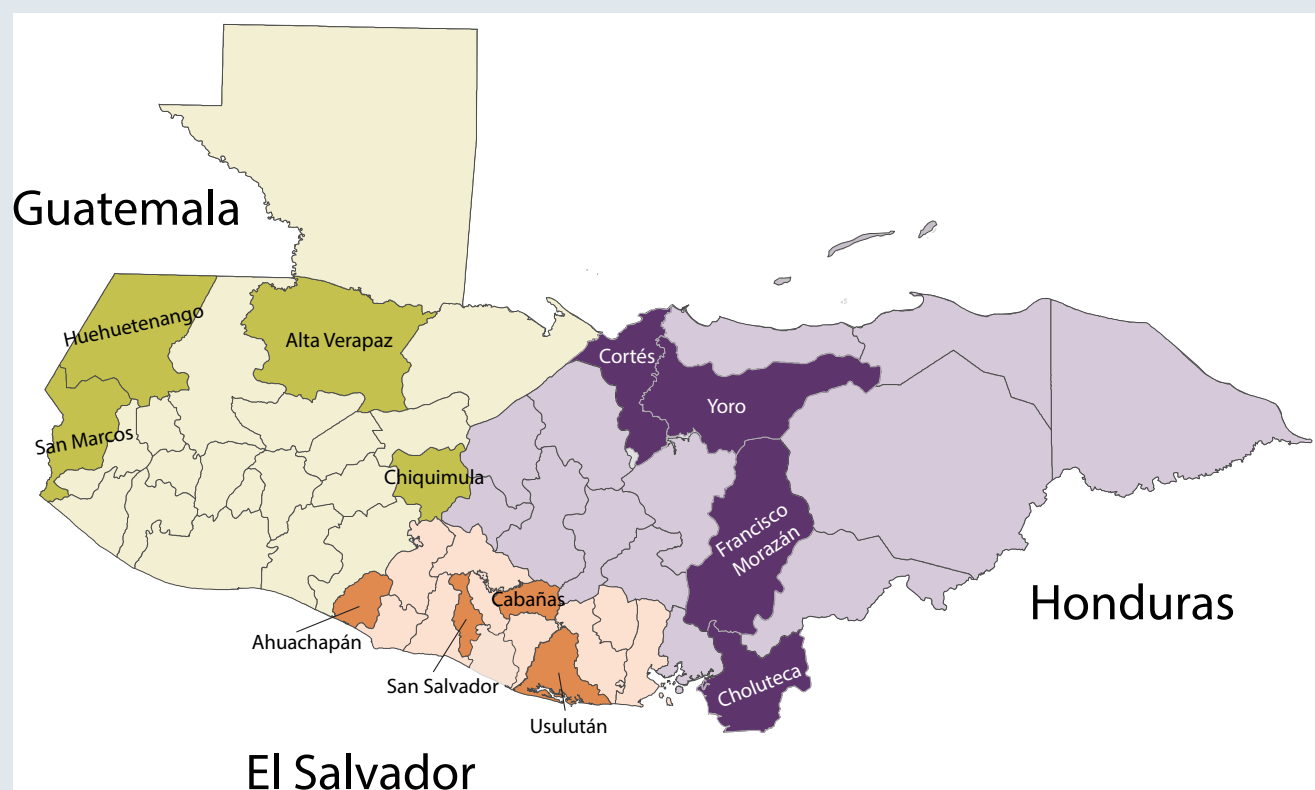 Guatemala
Huehuetenango
Alta Verapaz
Cortés
Yoro
San Marcos
Chiquimula
Francisco
Morazán
Cabañas
Honduras
Ahuachapán
San Salvador
Choluteca
Usulután
El Salvador